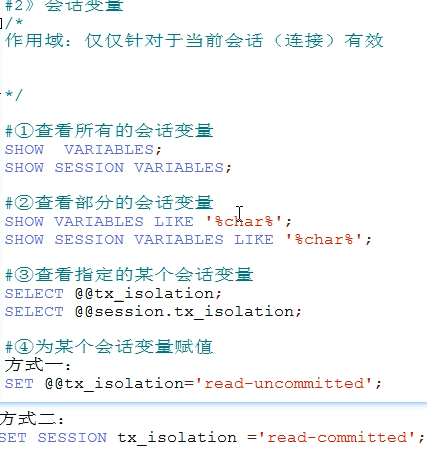 #2》会话变量
/*
作用域：仅仅针对于当前会话（连接）有效
*/
#①查看所有的会话变量
SHOW  VARIABLES;
SHOW SESSION VARIABLES;
#②查看部分的会话变量
SHOW VARIABLES LIKE '%char%';
SHOW SESSION VARIABLES LIKE '%char%';
#③查看指定的某个会话变量
SELECT @@tx_isolation;
SELECT @@session.tx_isolation;
#④为某个会话变量赋值
方式一：
SET @@tx_isolation='read-uncommitted';
方式二：
SET SESSION tx_isolation ='read-committed';